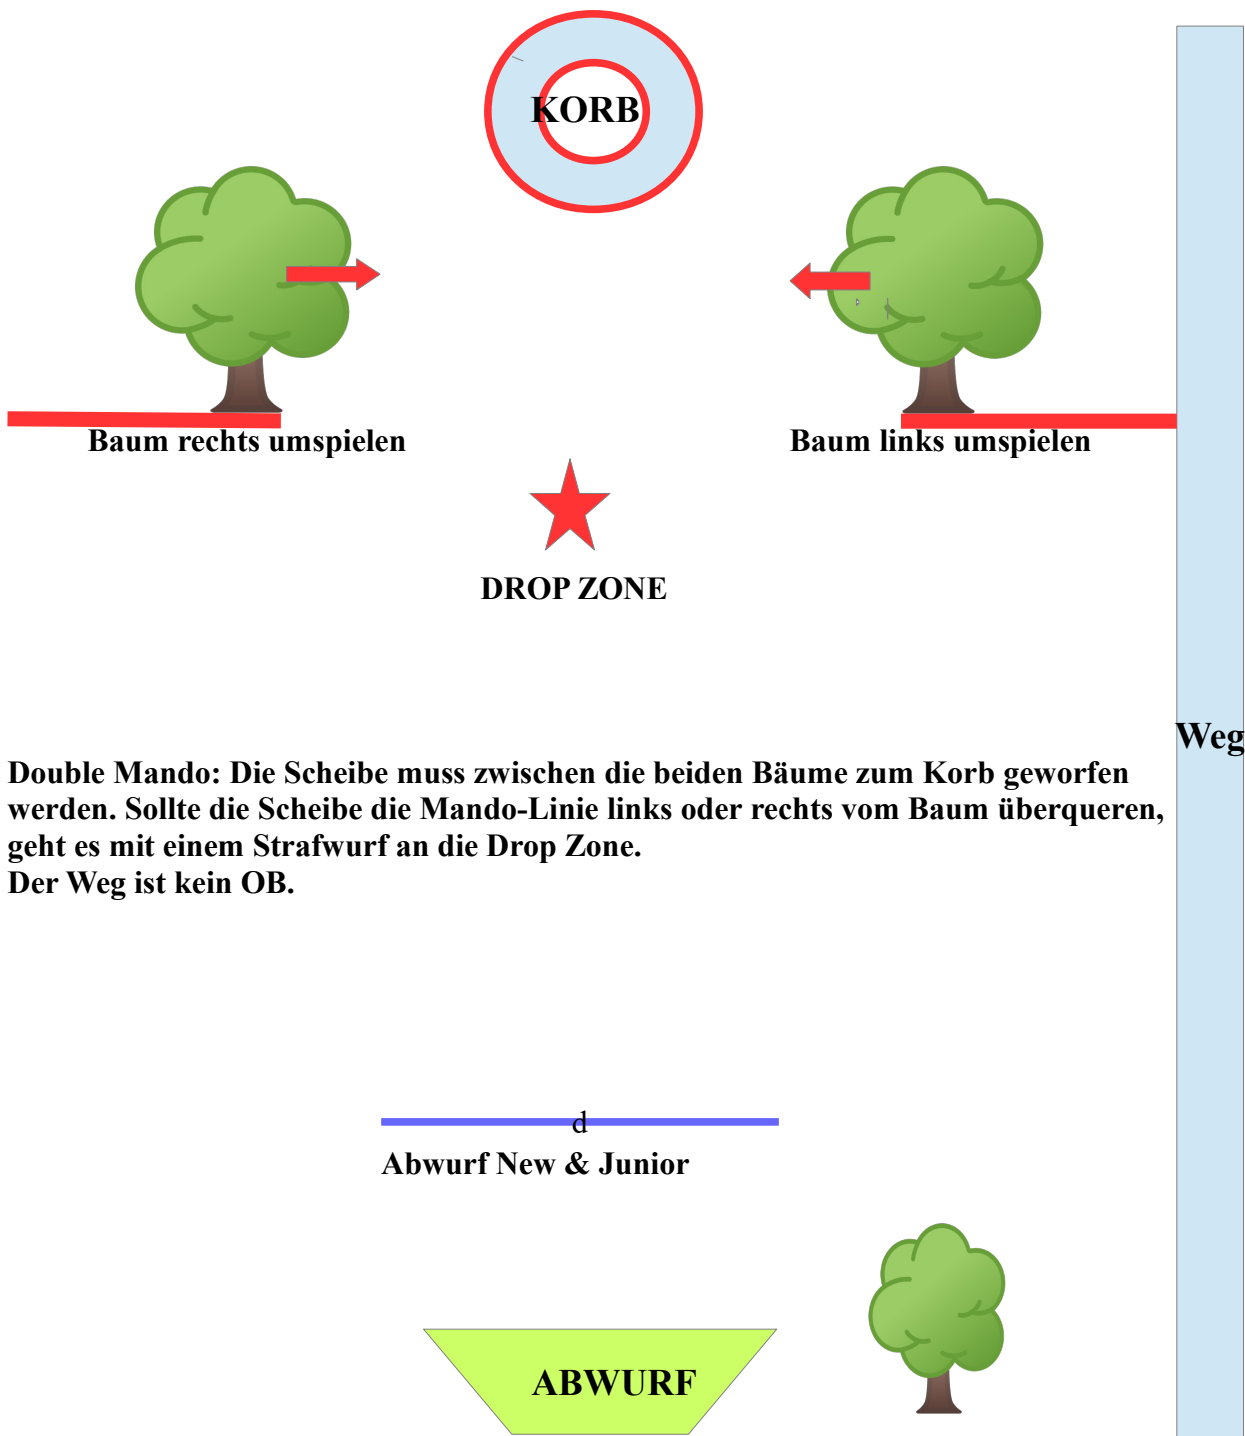 KORB
Baum rechts umspielen
Baum links umspielen
DROP ZONE
Weg
Double Mando: Die Scheibe muss zwischen die beiden Bäume zum Korb geworfen
werden. Sollte die Scheibe die Mando-Linie links oder rechts vom Baum überqueren,
geht es mit einem Strafwurf an die Drop Zone.
Der Weg ist kein OB.
d
Abwurf New & Junior
ABWURF